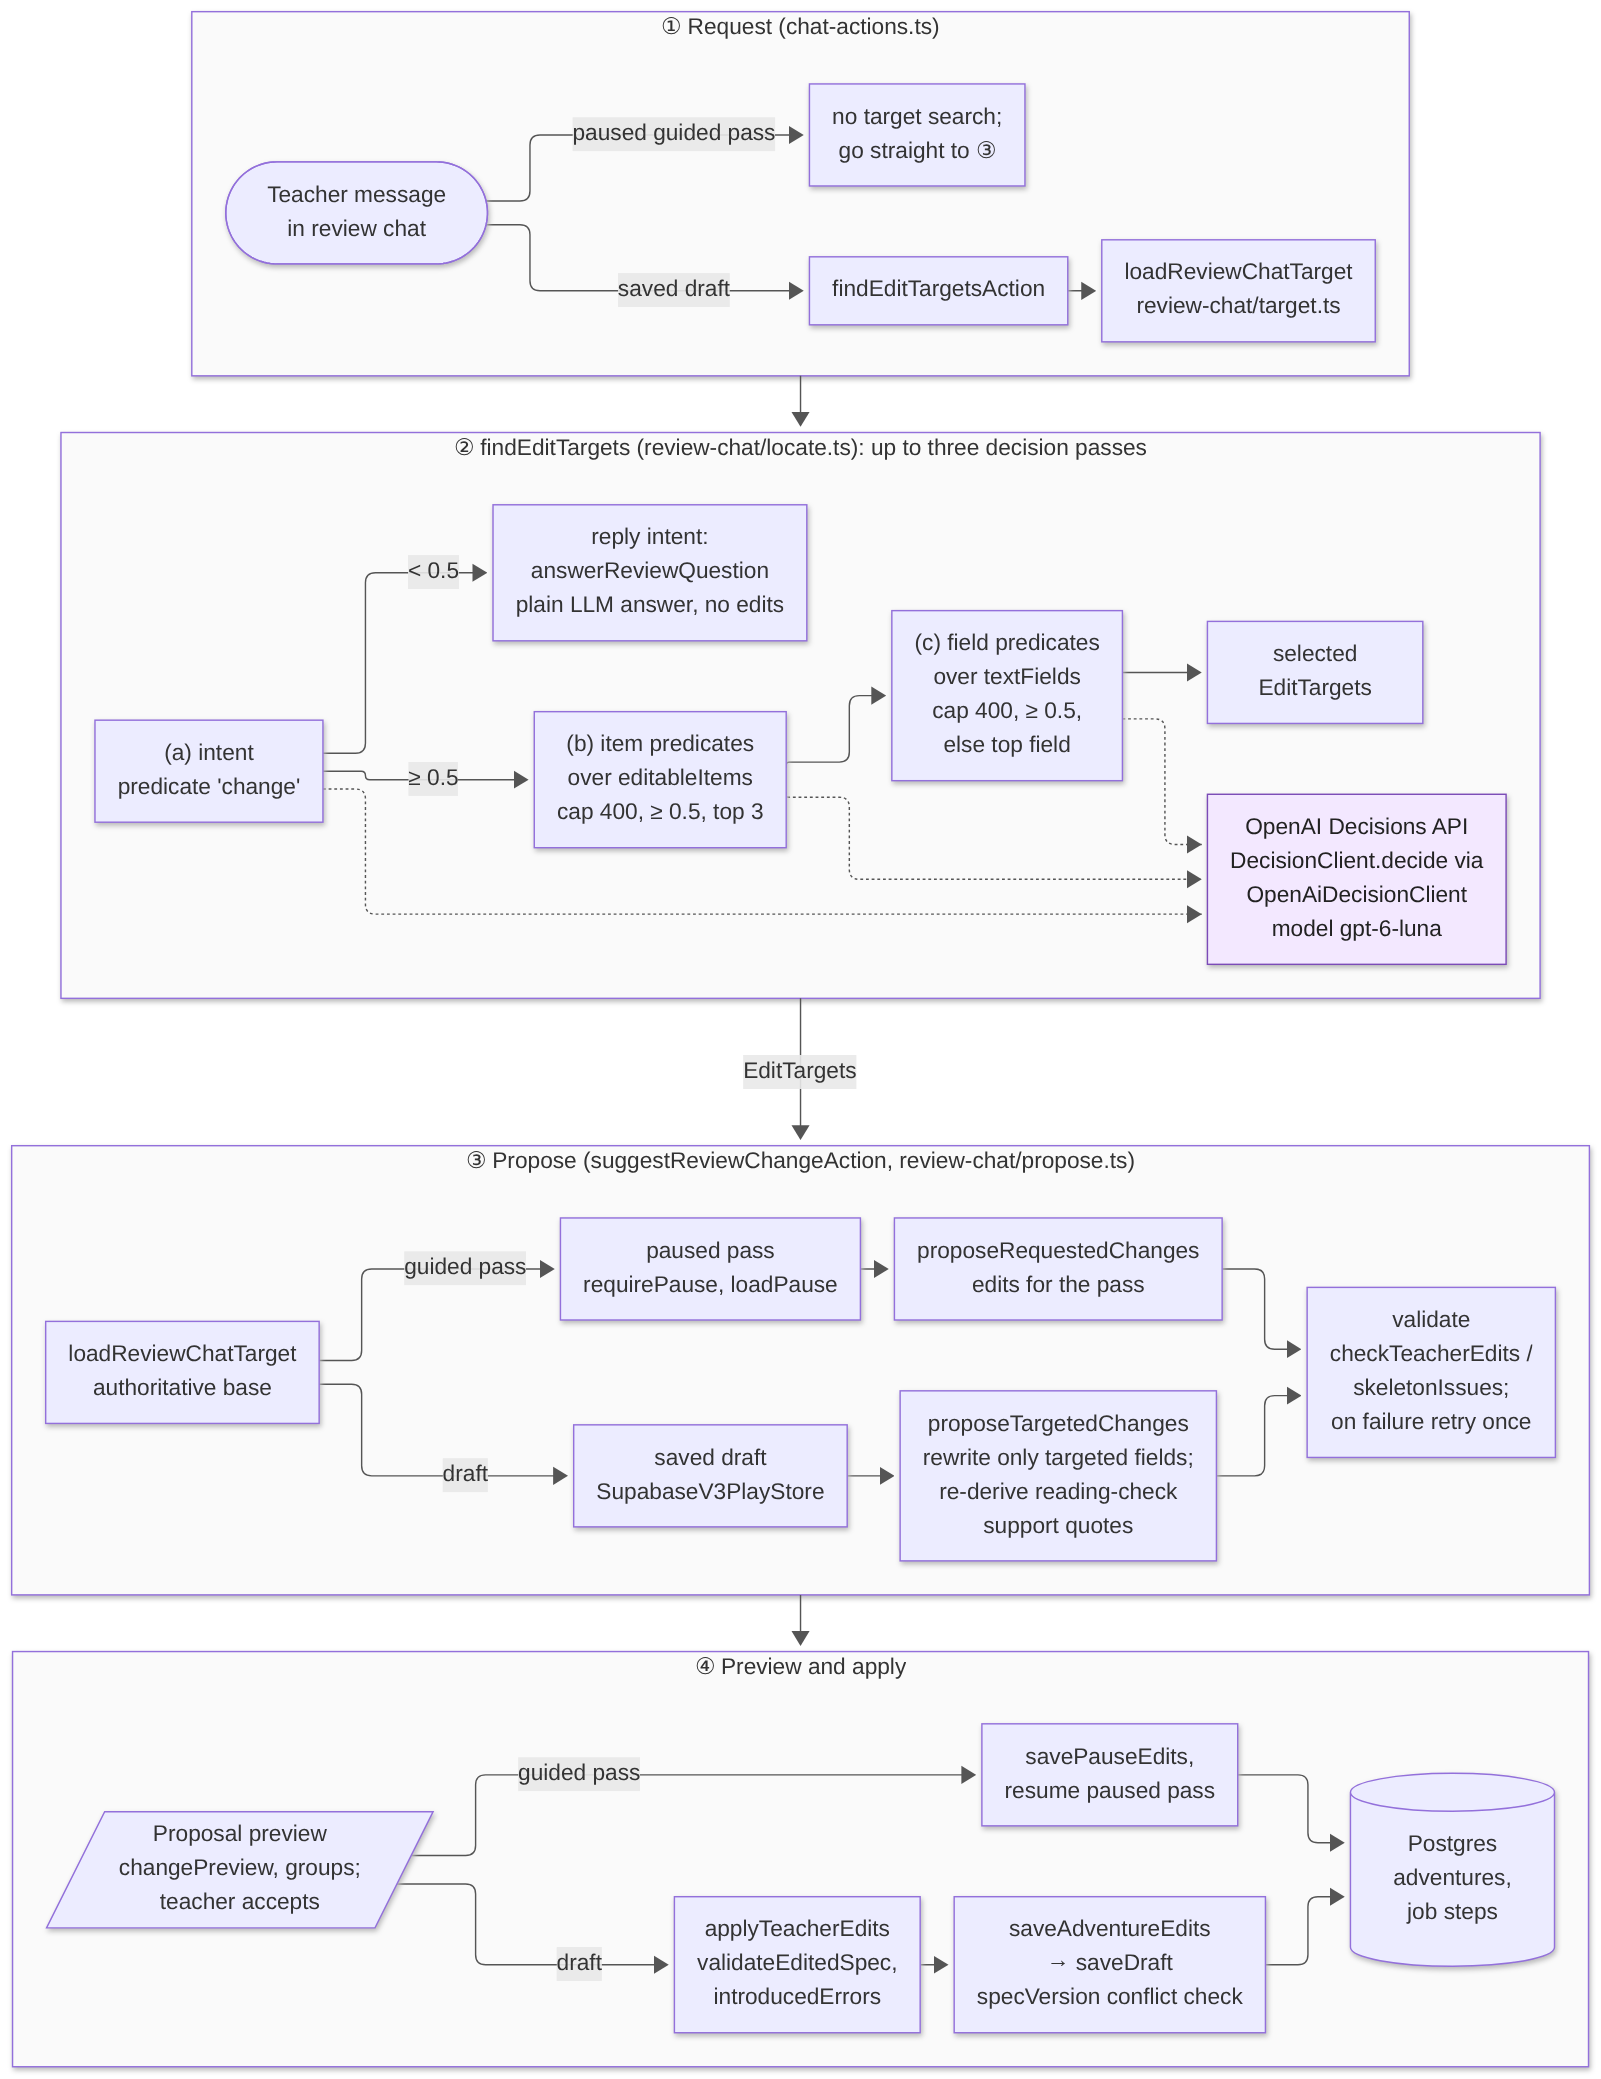 ① Request (chat-actions.ts)
Teacher message
in review chat
paused guided pass
no target search;
go straight to ③
saved draft
findEditTargetsAction
loadReviewChatTarget
review-chat/target.ts
② findEditTargets (review-chat/locate.ts): up to three decision passes
(a) intent
predicate 'change'
< 0.5
reply intent:
answerReviewQuestion
plain LLM answer, no edits
≥ 0.5
(b) item predicates
over editableItems
cap 400, ≥ 0.5, top 3
(c) field predicates
over textFields
cap 400, ≥ 0.5,
else top field
selected
EditTargets
OpenAI Decisions API
DecisionClient.decide via
OpenAiDecisionClient
model gpt-6-luna
EditTargets
③ Propose (suggestReviewChangeAction, review-chat/propose.ts)
loadReviewChatTarget
authoritative base
guided pass
paused pass
requirePause, loadPause
proposeRequestedChanges
edits for the pass
draft
saved draft
SupabaseV3PlayStore
proposeTargetedChanges
rewrite only targeted fields;
re-derive reading-check
support quotes
validate
checkTeacherEdits /
skeletonIssues;
on failure retry once
④ Preview and apply
Proposal preview
changePreview, groups;
teacher accepts
guided pass
savePauseEdits,
resume paused pass
draft
applyTeacherEdits
validateEditedSpec,
introducedErrors
saveAdventureEdits
→ saveDraft
specVersion conflict check
Postgres
adventures,
job steps